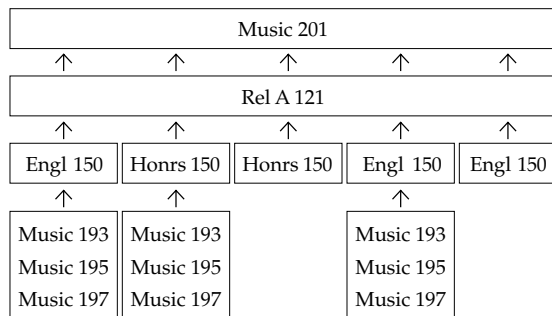 Music 201
Rel A 121
Engl 150 Honrs 150 Honrs 150 Engl 150 Engl 150
Music 193 Music 193 Music 193
Music 195 Music 195 Music 195
Music 197 Music 197 Music 197